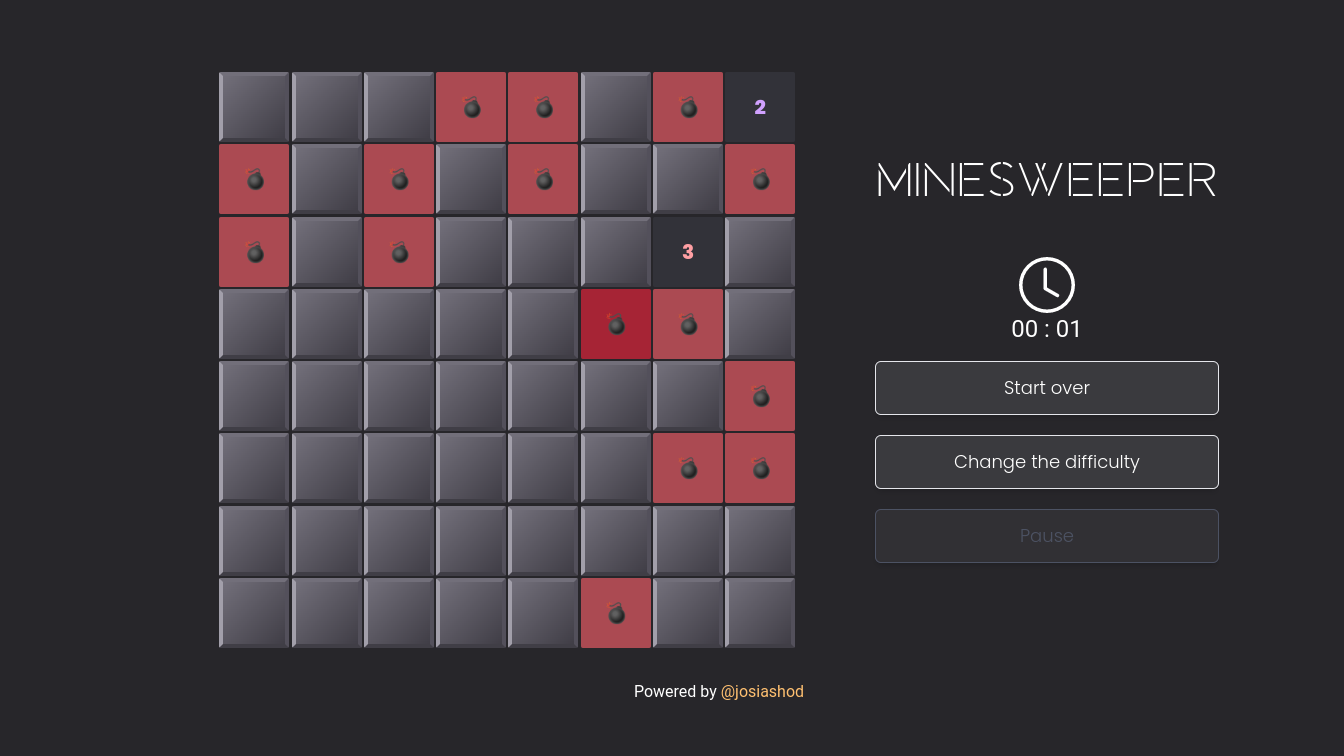 2
MINESWEEPER
3
00 : 01
Start over
Change the difficulty
Pause
Powered by @josiashod